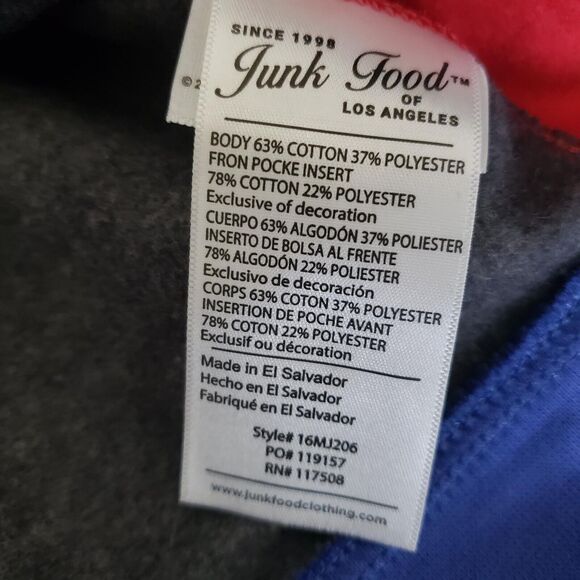 SINCE 1998
Junk Food™
OF
LOS ANGELES
©2
BODY 63% COTTON 37% POLYESTER
FRON POCKE INSERT
78% COTTON 22% POLYESTER
Exclusive of decoration
CUERPO 63% ALGODÓN 37% POLIESTER
INSERTO DE BOLSA AL FRENTE
78% ALGODÓN 22% POLIESTER
Exclusivo de decoración
CORPS 63% COTON 37% POLYESTER
INSERTION DE POCHE AVANT
78% COTON 22% POLYESTER
Exclusif ou décoration
Made in El Salvador
Hecho en El Salvador
Fabriqué en El Salvador
Style# 16MJ206
PO# 119157
RN# 117508
www.junkfoodclothing.com